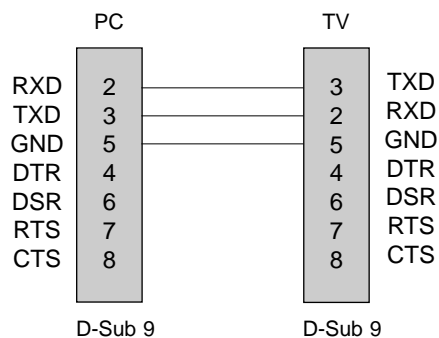 PC TV
RXD 2 3 TXD
TXD 3 2 RXD
GND 5 5 GND
DTR 4 4 DTR
DSR 6 6 DSR
RTS 7 7 RTS
CTS 8 8 CTS
D-Sub 9 D-Sub 9